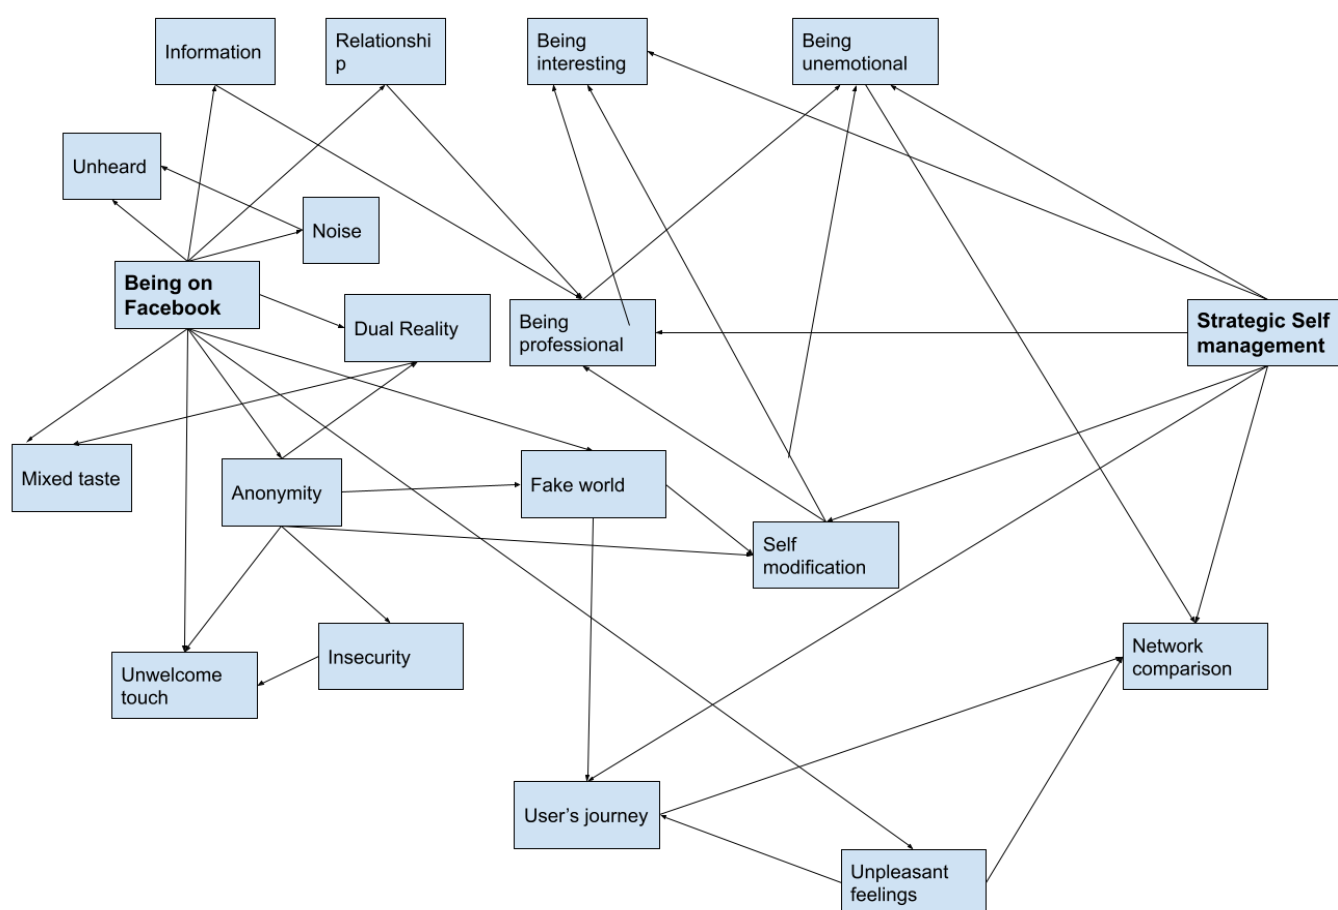 Information
Relationshi
p
Being
interesting
Being
unemotional
Unheard
Noise
Being on
Facebook
Dual Reality
Being
professional
Strategic Self
management
Mixed taste
Anonymity
Fake world
Self
modification
Unwelcome
touch
Insecurity
Network
comparison
User’s journey
Unpleasant
feelings